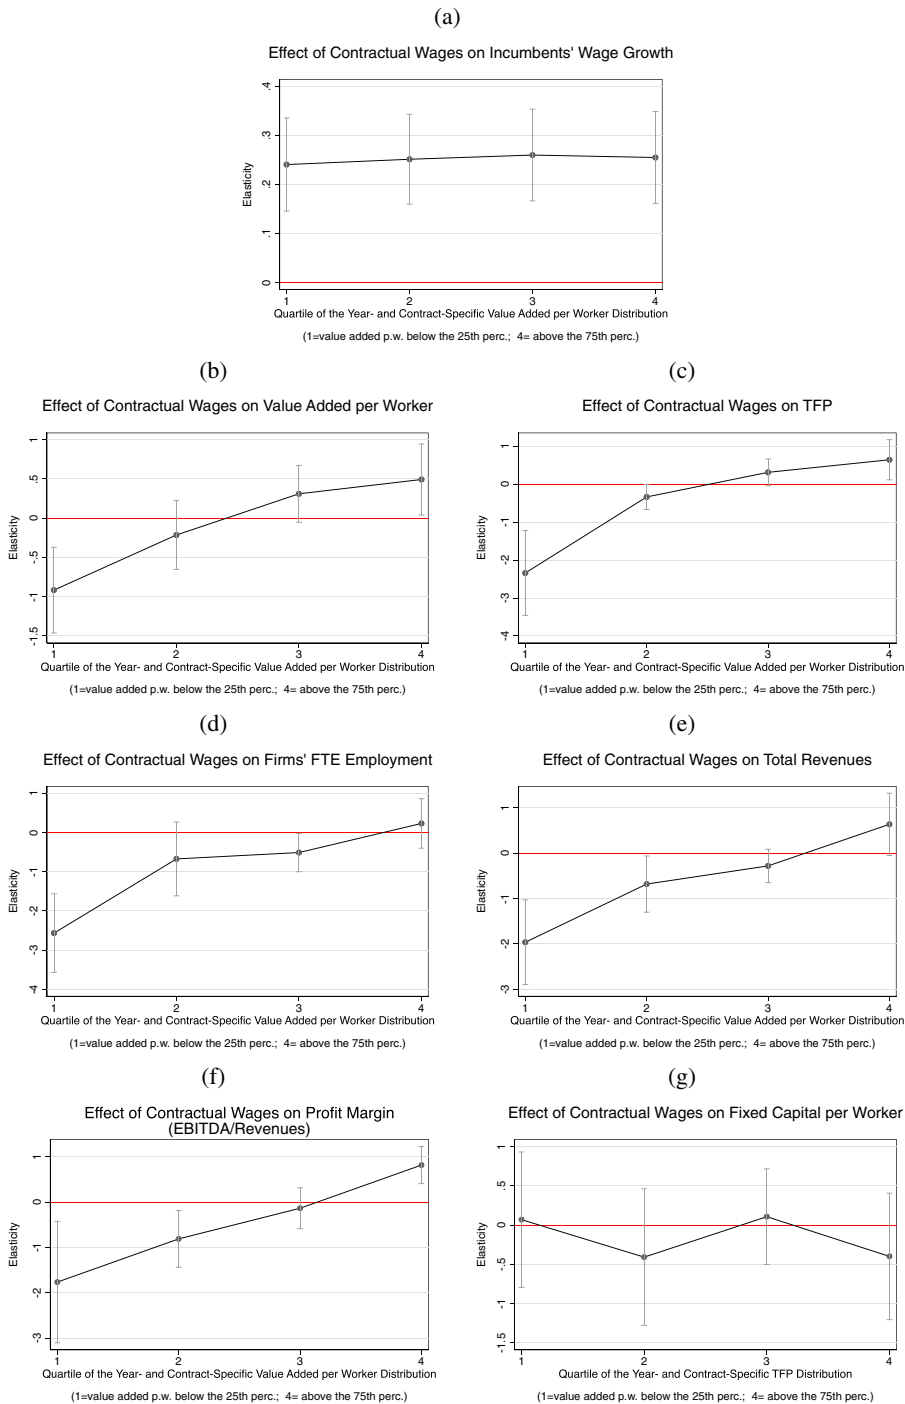 (a)
Effect of Contractual Wages on Incumbents' Wage Growth
Elasticity
.4
.3
.2
.1
0
1 2 3 4
Quartile of the Year- and Contract-Specific Value Added per Worker Distribution
(1=value added p.w. below the 25th perc.; 4= above the 75th perc.)
(b)
Effect of Contractual Wages on Value Added per Worker
Elasticity
1
.5
0
-.5
-1
-1.5
1 2 3 4
Quartile of the Year- and Contract-Specific Value Added per Worker Distribution
(1=value added p.w. below the 25th perc.; 4= above the 75th perc.)
(c)
Effect of Contractual Wages on TFP
Elasticity
1
0
-1
-2
-3
-4
1 2 3 4
Quartile of the Year- and Contract-Specific Value Added per Worker Distribution
(1=value added p.w. below the 25th perc.; 4= above the 75th perc.)
(d)
Effect of Contractual Wages on Firms' FTE Employment
Elasticity
1
0
-1
-2
-3
-4
1 2 3 4
Quartile of the Year- and Contract-Specific Value Added per Worker Distribution
(1=value added p.w. below the 25th perc.; 4= above the 75th perc.)
(e)
Effect of Contractual Wages on Total Revenues
Elasticity
1
0
-1
-2
-3
1 2 3 4
Quartile of the Year- and Contract-Specific Value Added per Worker Distribution
(1=value added p.w. below the 25th perc.; 4= above the 75th perc.)
(f)
Effect of Contractual Wages on Profit Margin
(EBITDA/Revenues)
Elasticity
1
0
-1
-2
-3
1 2 3 4
Quartile of the Year- and Contract-Specific Value Added per Worker Distribution
(1=value added p.w. below the 25th perc.; 4= above the 75th perc.)
(g)
Effect of Contractual Wages on Fixed Capital per Worker
Elasticity
1
.5
0
-.5
-1
-1.5
1 2 3 4
Quartile of the Year- and Contract-Specific TFP Distribution
(1=value added p.w. below the 25th perc.; 4= above the 75th perc.)